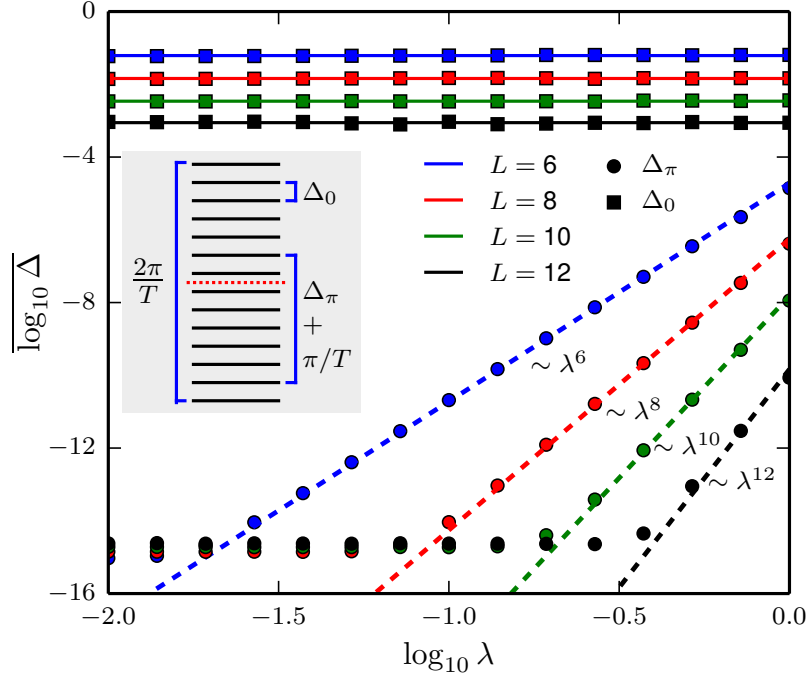 0
−4
−8
−12
−16
−2.0
−1.5
−1.0
−0.5
0.0
log₁₀ λ
log₁₀ Δ
2π
T
Δ₀
Δπ
+
π/T
L = 6
L = 8
L = 10
L = 12
Δπ
Δ₀
∼ λ⁶
∼ λ⁸
∼ λ¹⁰
∼ λ¹²